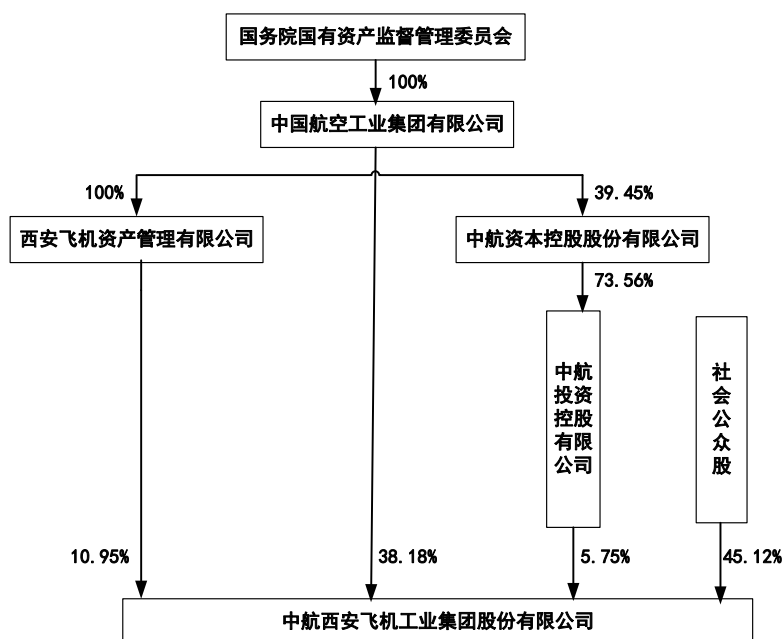 国务院国有资产监督管理委员会
100%
中国航空工业集团有限公司
100%
39.45%
西安飞机资产管理有限公司
中航资本控股股份有限公司
73.56%
中航
投资
控股
有限
公司
社
会
公
众
股
10.95%
38.18%
5.75%
45.12%
中航西安飞机工业集团股份有限公司